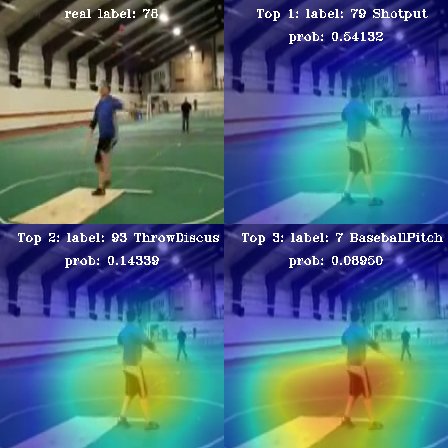 real label: 78
Top 1: label: 79 Shotput
prob: 0.54132
Top 2: label: 93 ThrowDiscus
prob: 0.14339
Top 3: label: 7 BaseballPitch
prob: 0.08950